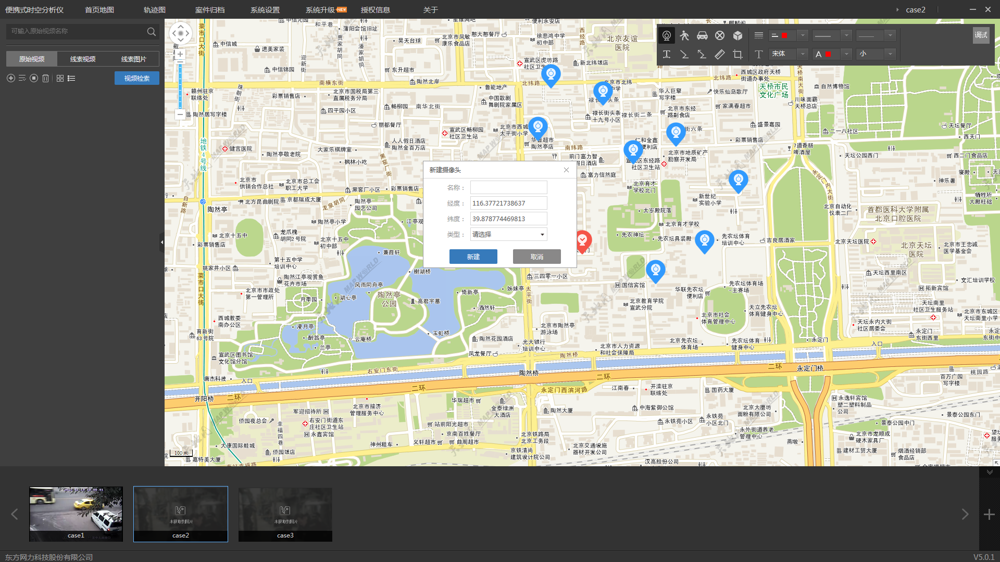 便携式时空分析仪
首页地图
轨迹图
案件归档
系统设置
系统升级 NEW
授权信息
关于
case2
可输入原始视频名称
原始视频
线索视频
线索图片
视频检索
调试
宋体
A
小
新建摄像头
名称：
经度：
116.37721738637
纬度：
39.878774469813
类型：
请选择
新建
取消
中信城
速美家装
昊天台球
北京市凤敏
康乐食品店
憨大憨餐厅
徐悲鸿中学
初中部
便利永安店
蒲阳会馆旧址
和平巷
北京友谊
医院
宣武区虎坊路
社区卫生站
新北纬饭店
中信锦园
东升超市
陶然北岸
南横东街
北纬路
鲁能地产
北京市国税局第三
直属税务分局
中国歌剧
舞剧院家属区
赣州驻京
联络处
彩票销售店
四平园小区
畅柳园
南华北街
陶然居写字楼
丽都餐厅
宣武区畅柳园
社区卫生站
北京市西城
太平街小学
禄长街头条
十九号小区
禄长街二条
华人巨擘
写字楼
北京市东经
路副食店
快乐仙岛歌厅
家满春超市
盛景嘉园
西城区政府天桥
街道办事处
天桥市民
文化广场
自然博物馆
川味面霸
天桥总店
二一八社区
天坛餐厅
西天门
人人假日酒店
陶然金百万店
健宫医院
陶然亭敬老院
大家乐棋牌室
枫林小吃
地铁4号线
南纬路
前门富力智
假日酒店
富力信然庭
仁和金鑫
便利店
北京市地质矿产
勘察开发局
7道香肠
啤酒屋
天坛公园西门
西二门食品店
神乐署
北京市
供销合作总社
北京市总工会
职工大学
黑窑厂小区
彩票销售店
北方昆曲剧院
京都瑞成大厦
龙泉胡同
陶然亭
园艺公司
北京育才
学校北门
新世纪
实验小学
太岁殿院落
北京育才学校
先农神坛
先农坛具装殿
先农坛体育
培训中心
吉良居酒家
北京自动化
仪表二厂
首都医科大学附属
北京口腔医院
牺牲所
大殿柱础
陶然亭
陶然亭小学
北京十五中
彩票销售店
龙爪槐
胡同2号院
北京十五中
初中部
兼葭轩
榭湖桥
第十五中学
培训中心
姚家井小区
陶然江亭观赏鱼
花卉市场
风雨同舟亭
湖心亭
陶然亭
公园
高君宇墓
月季园
倚新亭
姊妹亭
洒然轩
太平街
三四零一小区
国信宾馆
华联先农坛
便利店
先农坛体育场
-主赛场
北京天坛医院
北京天坛
医院
北京市王忠诚
医学基金会
天坛西里南区
文汇培训学校
拓新宾馆
天坛南里
社区卫生服务站
北京市东城区
天坛南里小学
北京市市政处
第一管理所
西城教委
南办公区
育新街
63号院
浸月亭
醉翁亭
兰亭
云庵桥
玉虹桥
宣武区图书馆
文化馆分馆
北京市陶然亭
游泳场
陶然花园酒店
光大银行
培训中心
凤龙餐厅
北京教育学院
宣武分院
北京市社会
体育管理中心
天立先农坛
体育健身中心
北京先农坛
体育场
先农坛体育
健身中心
北京市人力资源
和社会保障局
永定门
天坛永内大街
社区居委会
永定门
东街西里
入口
陶然桥
右安门东街
唐杰科技
入口
开阳桥
二环
二环
陶然桥
二环
二环
永定门桥
永定门西滨河路
江南春
开滦驻京
联络处
国药大厦
百万广园
写字楼
桃园路
北京市接济
管理服务中心
华瑞超市
金泰绿洲
大酒店
陶然大厦
中海紫御公馆
永铁苑小区
永铁苑
小区北门
北京大磨坊
面粉有限公司
永逸轩宾馆
塑二塑料制品
公司
景泰公园东门
景泰公园中门
侨园夜总会
军迎招待所
右安门街道东
庄社区卫生站
永鑫宾馆
幸福四巷
站前阳光超市
京南百姓餐厅
义轩超市
曲周超市
神州租车
北京铁路局
工务段
京铁清尚
建筑设计院公司
北京交通设施
器材开发公司
永外街道养老
管理中心
燕墩
北京市龙顺成
硬木家具厂
建材工贸大厦
烟酒经销部
食品店
汉高股份公司
大康国际鞋城
侨园饭店
嘉特美大厦
100 米
未获取到图片
未获取到图片
case1
case2
case3
东方网力科技股份有限公司
V5.0.1